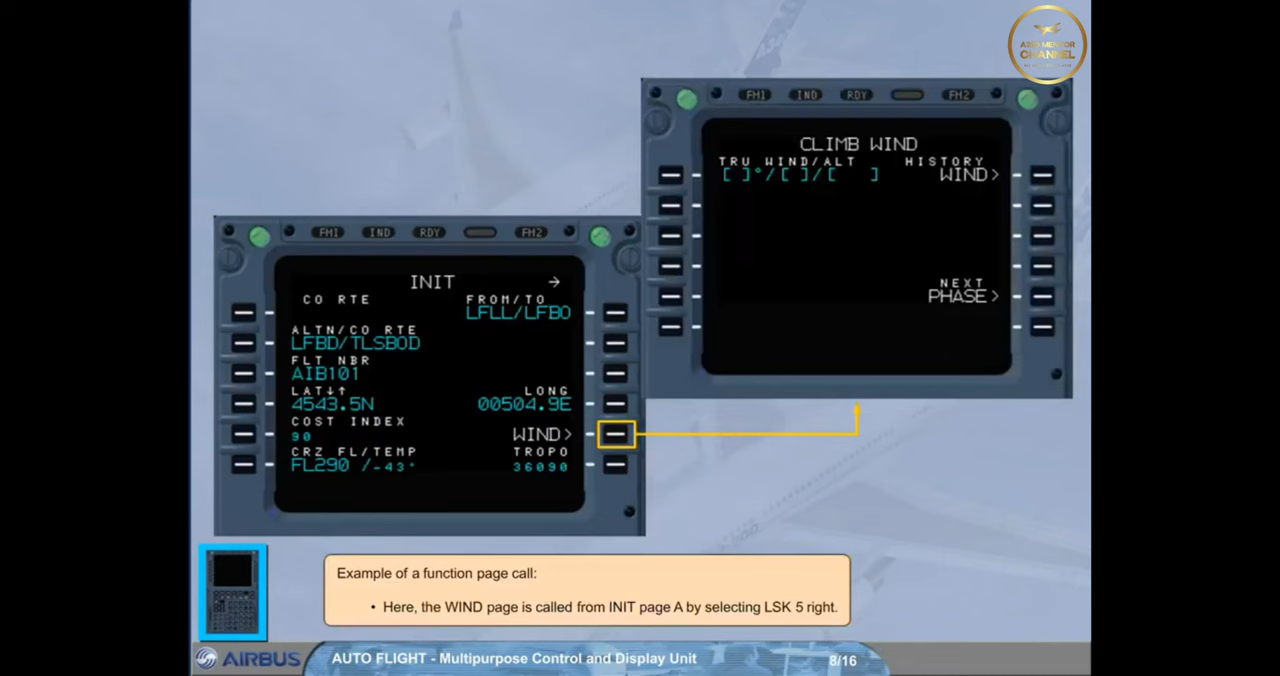 ASSA MENTOR
CHANNEL
FM1 IND RDY FM2
CLIMB WIND
TRU WIND/ALT HISTORY
[ ]°/[ ]/[ ] WIND>
NEXT
PHASE>
FM1 IND RDY FM2
INIT →
CO RTE FROM/TO
LFLL/LFBO
ALTN/CO RTE
LFBD/TLSBOD
FLT NBR
AIB101
LAT↓↑ LONG
4543.5N 00504.9E
COST INDEX
90 WIND>
CRZ FL/TEMP TROPO
FL290 /-43° 36090
Example of a function page call:
• Here, the WIND page is called from INIT page A by selecting LSK 5 right.
AIRBUS
AUTO FLIGHT - Multipurpose Control and Display Unit
8/16